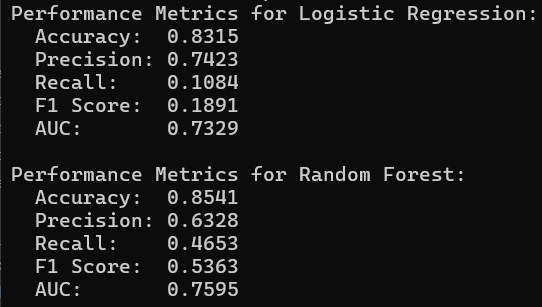 Performance Metrics for Logistic Regression:
Accuracy: 0.8315
Precision: 0.7423
Recall: 0.1084
F1 Score: 0.1891
AUC: 0.7329
Performance Metrics for Random Forest:
Accuracy: 0.8541
Precision: 0.6328
Recall: 0.4653
F1 Score: 0.5363
AUC: 0.7595